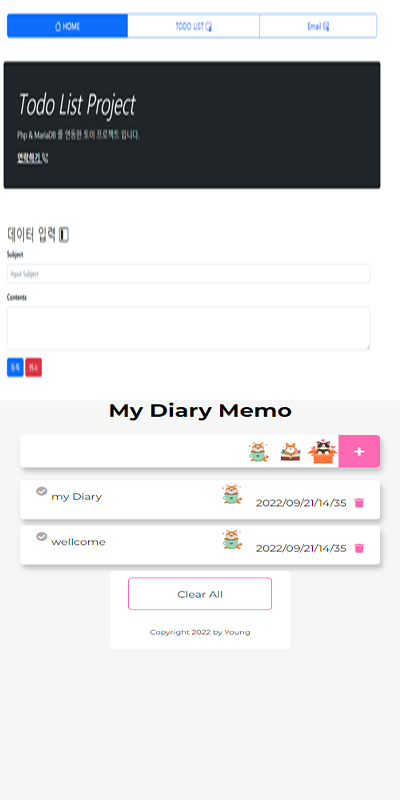 HOME
TODO LIST
Email
Todo List Project
Php & MariaDB 를 연동한 토이 프로젝트 입니다.
연락하기
데이터 입력
Subject
Input Subject
Contents
등록
취소
My Diary Memo
+
my Diary
2022/09/21/14/35
wellcome
2022/09/21/14/35
Clear All
Copyright 2022 by Young